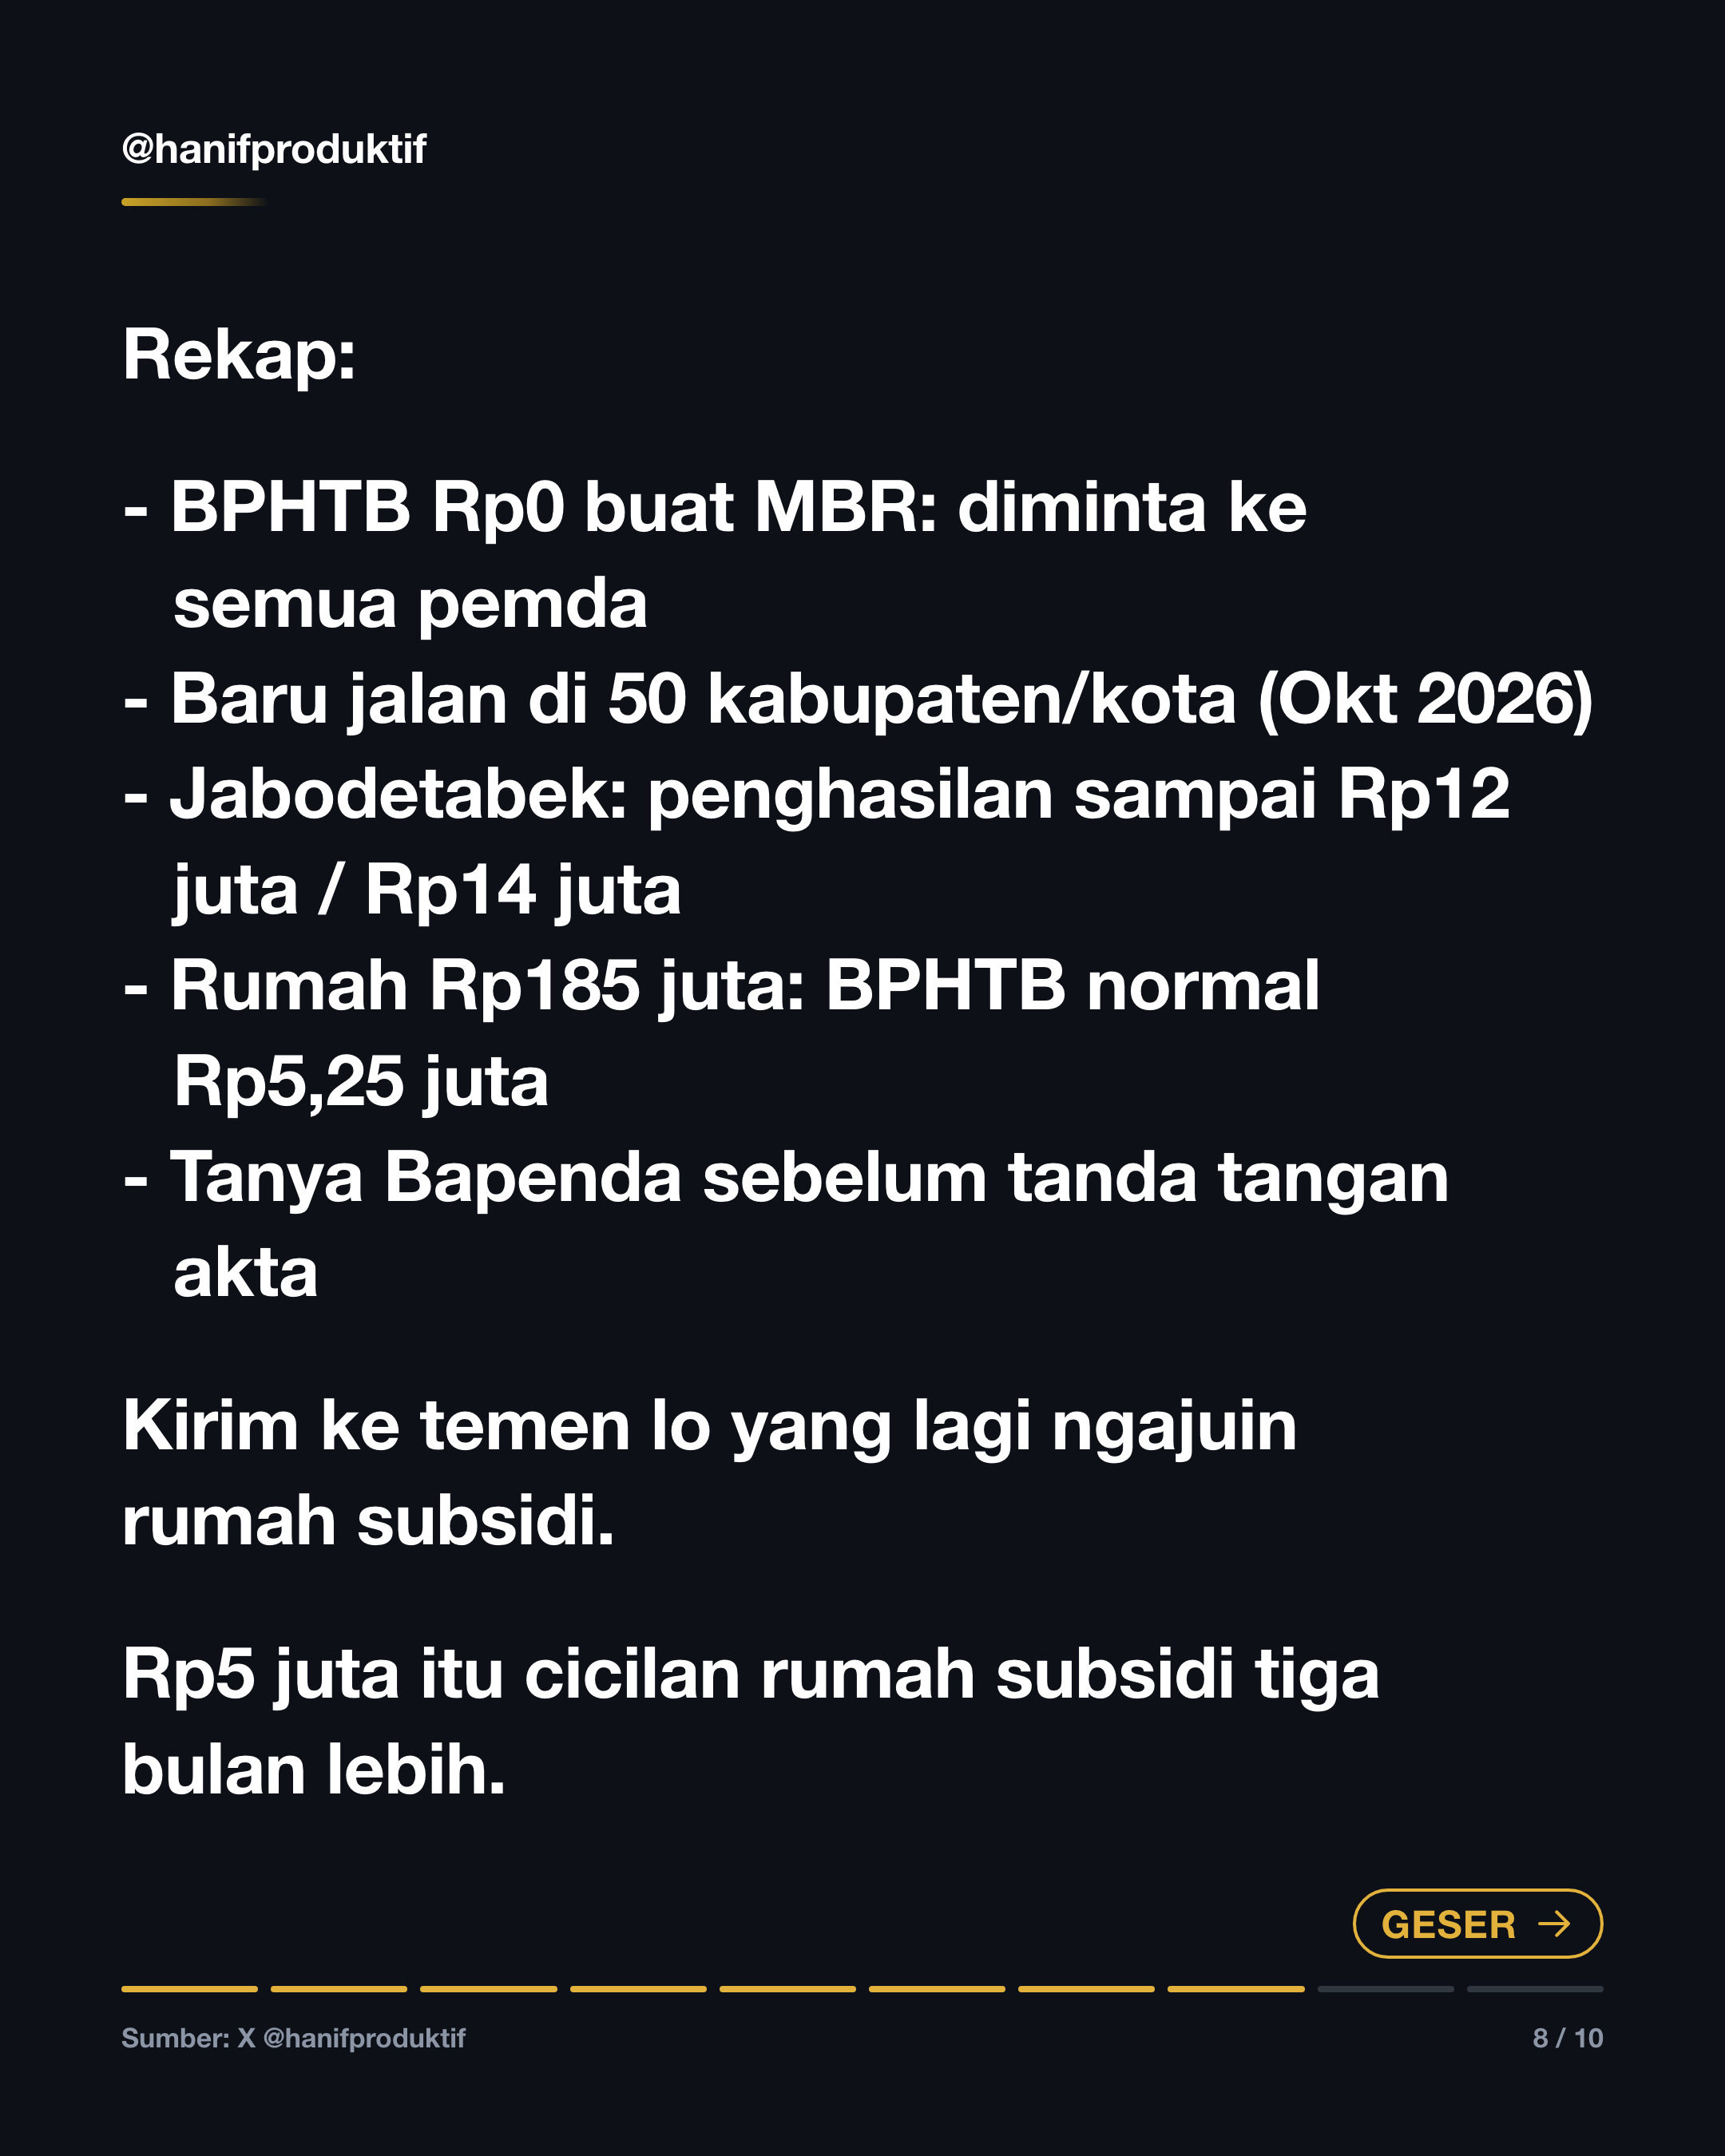 @hanifproduktif
Rekap:
- BPHTB Rp0 buat MBR: diminta ke
semua pemda
- Baru jalan di 50 kabupaten/kota (Okt 2026)
- Jabodetabek: penghasilan sampai Rp12
juta / Rp14 juta
- Rumah Rp185 juta: BPHTB normal
Rp5,25 juta
- Tanya Bapenda sebelum tanda tangan
akta
Kirim ke temen lo yang lagi ngajuin
rumah subsidi.
Rp5 juta itu cicilan rumah subsidi tiga
bulan lebih.
GESER →
Sumber: X @hanifproduktif
8 / 10